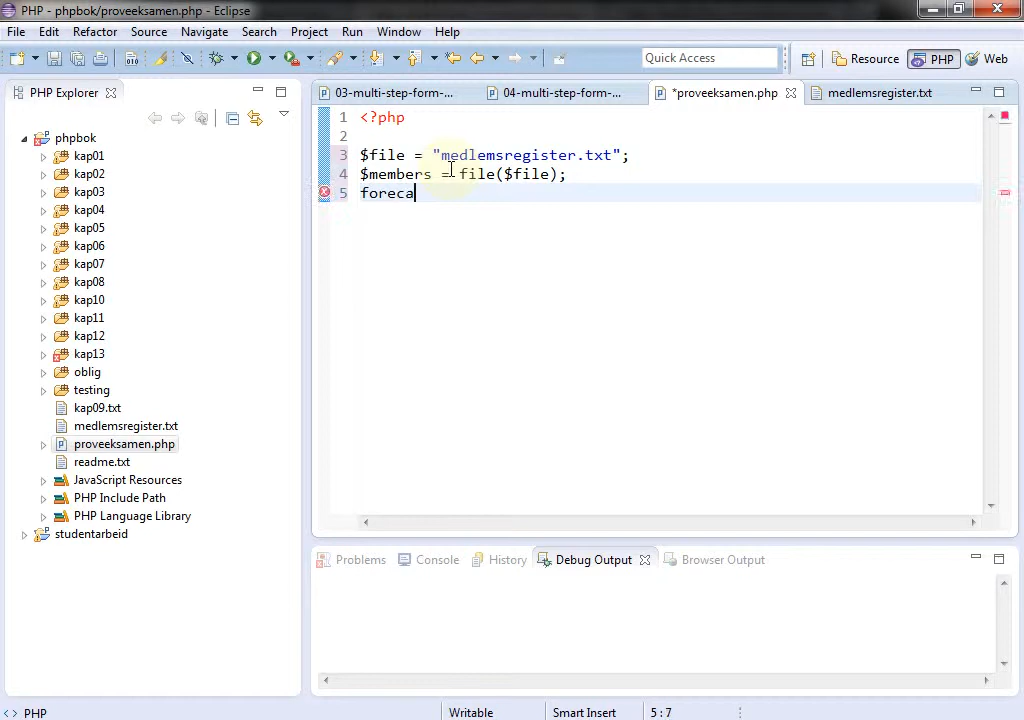 PHP - phpbok/proveeksamen.php - Eclipse
File Edit Refactor Source Navigate Search Project Run Window Help
Quick Access Resource PHP Web
PHP Explorer
phpbok
kap01
kap02
kap03
kap04
kap05
kap06
kap07
kap08
kap10
kap11
kap12
kap13
oblig
testing
kap09.txt
medlemsregister.txt
proveeksamen.php
readme.txt
JavaScript Resources
PHP Include Path
PHP Language Library
studentarbeid
03-multi-step-form-... 04-multi-step-form-... *proveeksamen.php medlemsregister.txt
1 <?php
2
3 $file = "medlemsregister.txt";
4 $members = file($file);
5 foreca
Problems Console History Debug Output Browser Output
PHP Writable Smart Insert 5 : 7